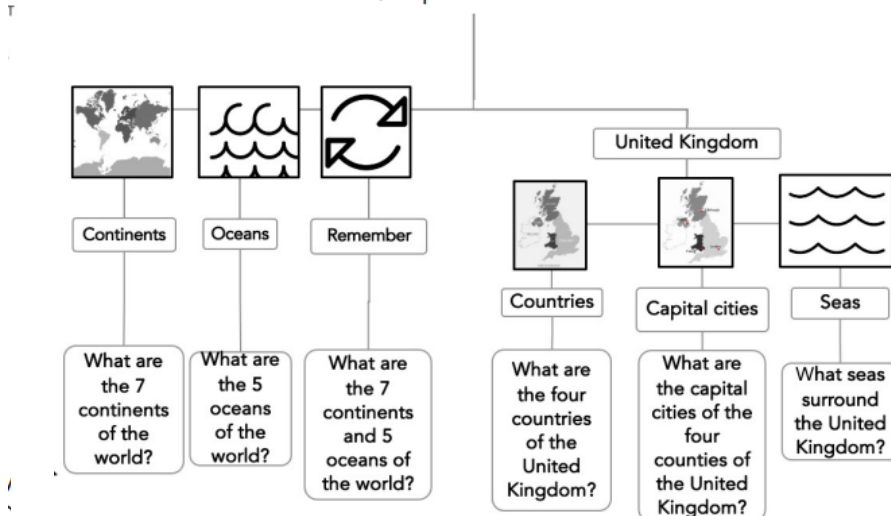 United Kingdom
Continents
Oceans
Remember
Countries
Capital cities
Seas
What are
the 7
continents
of the
world?
What are
the 5
oceans
of the
world?
What are
the 7
continents
and 5
oceans of
the world?
What are
the four
countries
of the
United
Kingdom?
What are
the capital
cities of the
four
counties of
the United
Kingdom?
What seas
surround
the United
Kingdom?